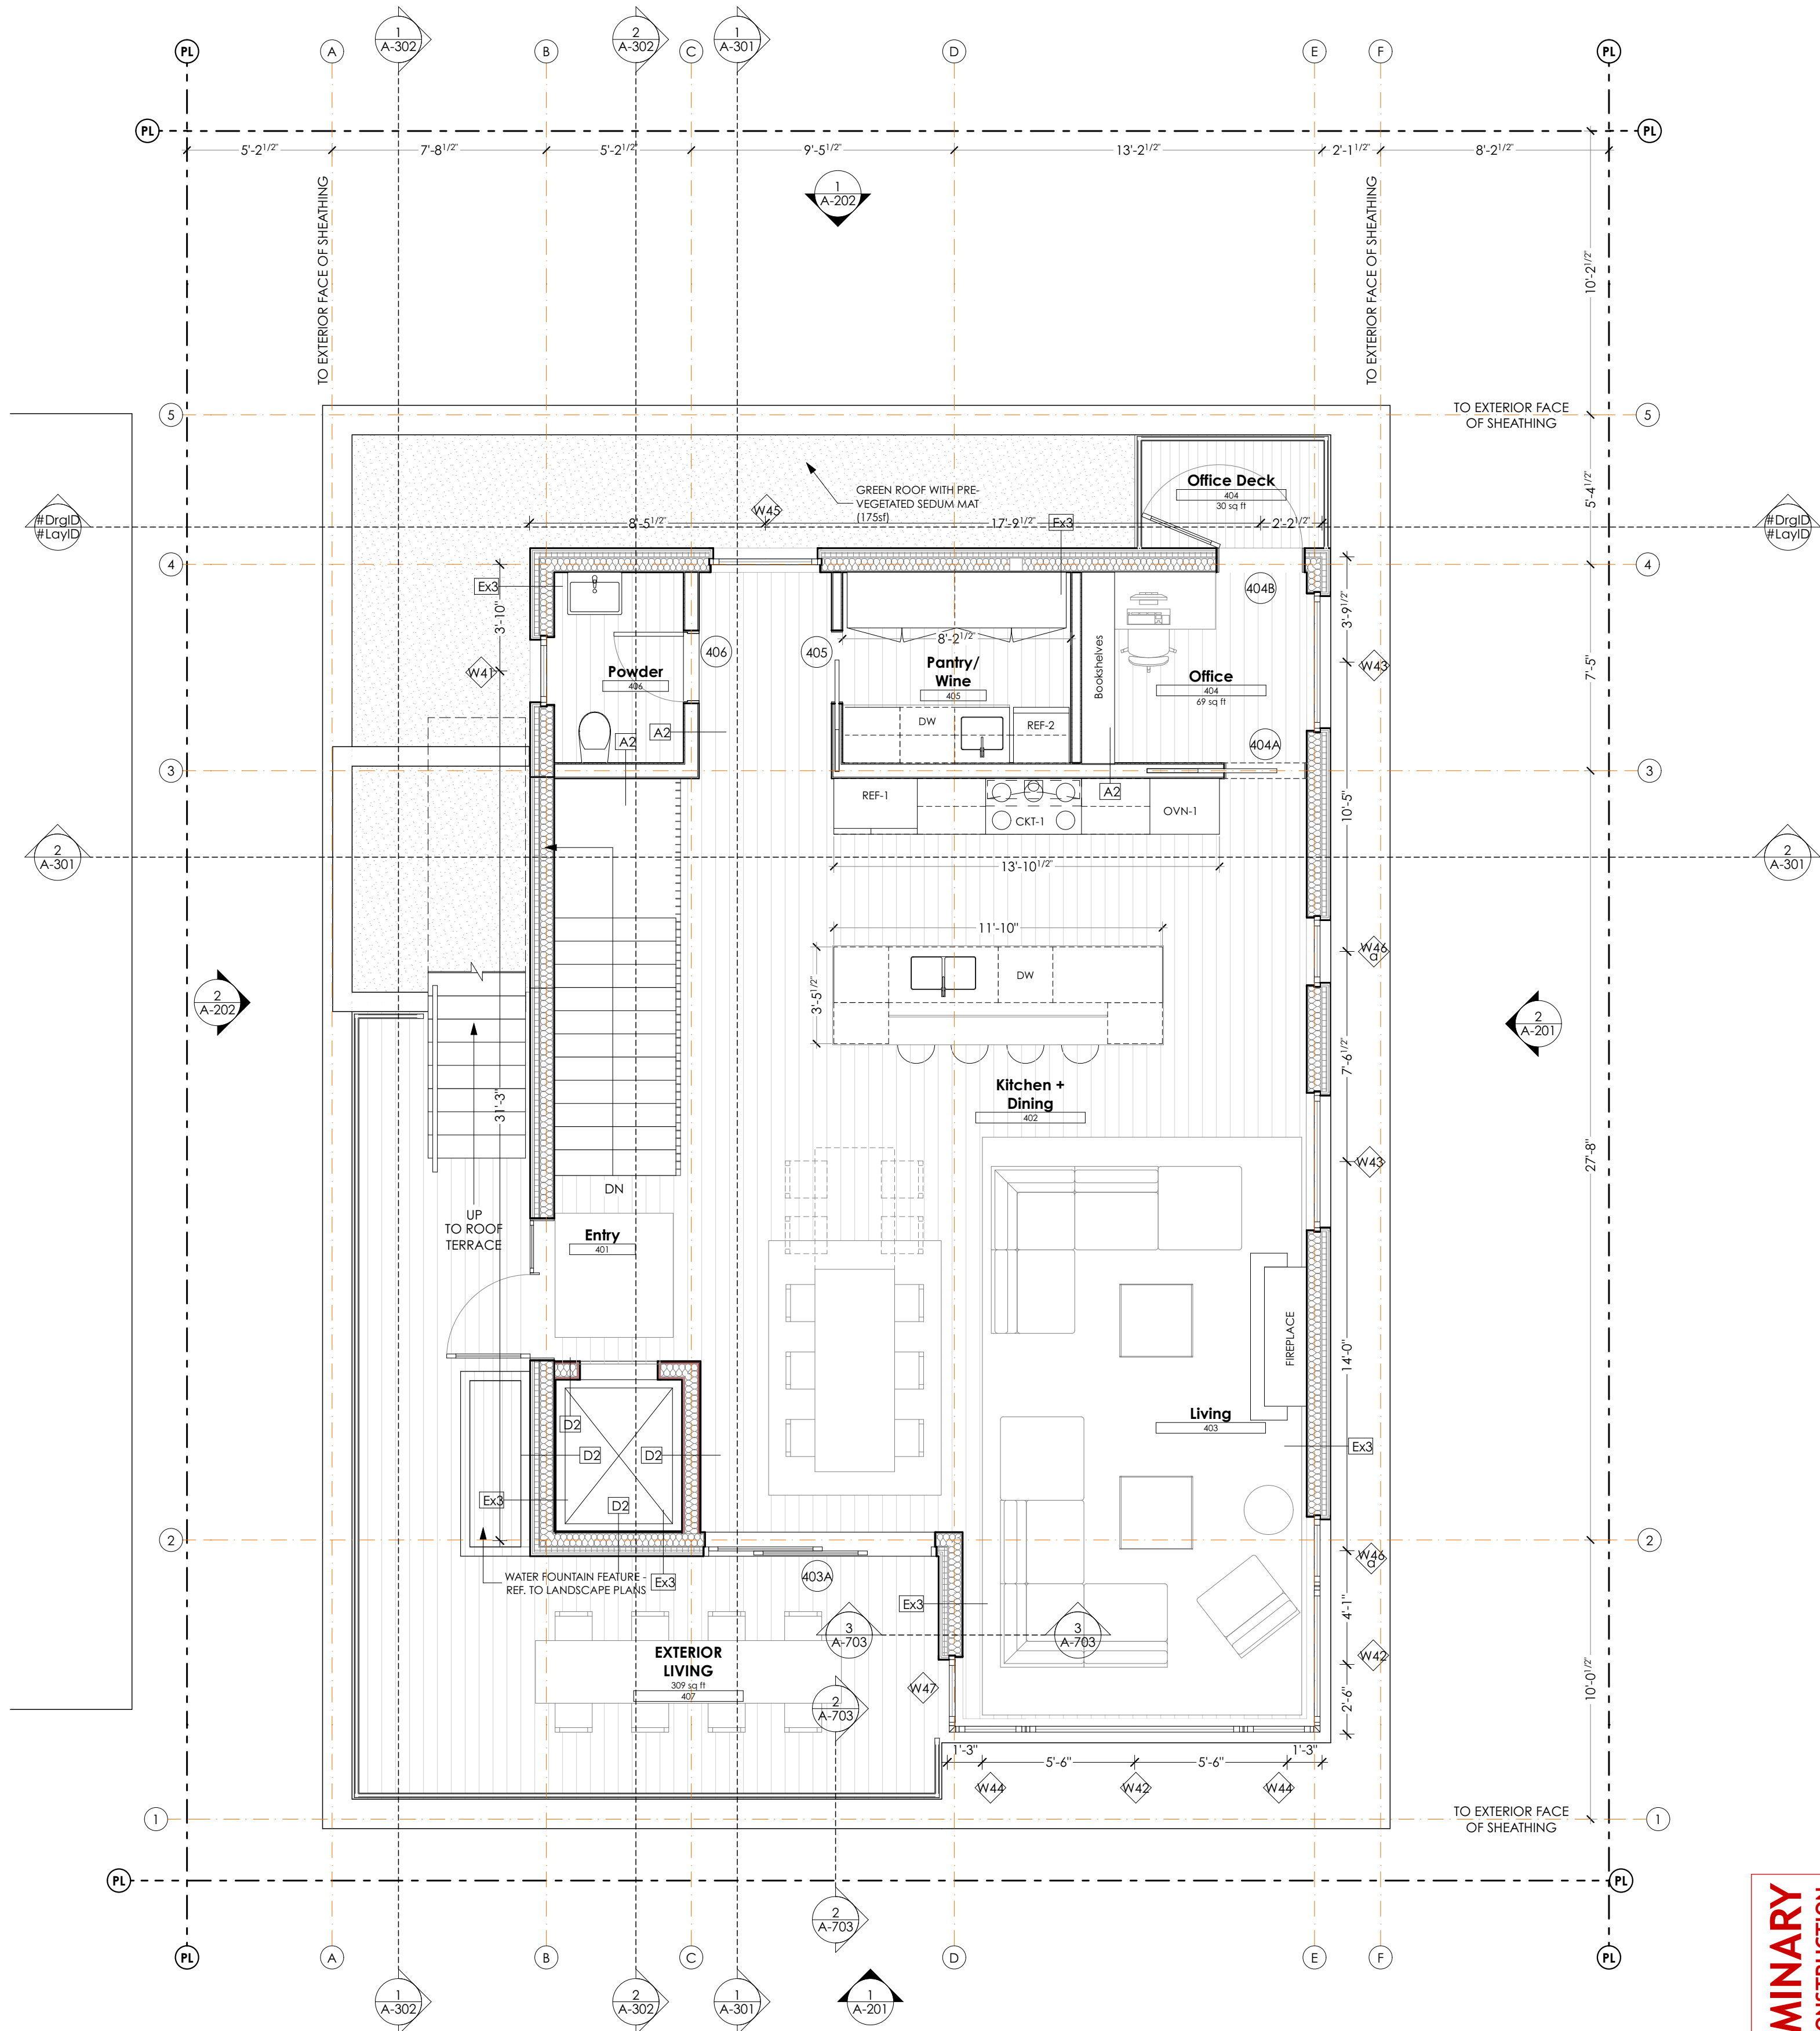 1
A-302
2
A-302
1
A-301
PL
A
B
C
D
E
F
PL
PL
PL
5'-2 1/2"
7'-8 1/2"
5'-2 1/2"
9'-5 1/2"
13'-2 1/2"
2'-1 1/2"
8'-2 1/2"
1
A-202
TO EXTERIOR FACE OF SHEATHING
TO EXTERIOR FACE OF SHEATHING
10'-2 1/2"
5
TO EXTERIOR FACE
OF SHEATHING
5
GREEN ROOF WITH PRE-
VEGETATED SEDUM MAT
(175sf)
Office Deck
404
30 sq ft
5'-4 1/2"
#DrgID
#LayID
#DrgID
#LayID
8'-5 1/2"
W45
17'-9 1/2"
Ex3
2'-2 1/2"
4
4
Ex3
3'-10"
404B
3'-9 1/2"
W41
Powder
406
406
405
8'-2 1/2"
Pantry/
Wine
405
Bookshelves
Office
404
69 sq ft
W43
7'-5"
A2
A2
DW
REF-2
404A
3
3
REF-1
CKT-1
A2
OVN-1
10'-5"
2
A-301
13'-10 1/2"
2
A-301
11'-10"
DW
3'-5 1/2"
W46
a
2
A-202
2
A-201
7'-6 1/2"
Kitchen +
Dining
402
31'-3"
W43
27'-8"
DN
UP
TO ROOF
TERRACE
Entry
401
FIREPLACE
14'-0"
Living
403
D2
D2
D2
D2
Ex3
Ex3
2
2
WATER FOUNTAIN FEATURE -
REF. TO LANDSCAPE PLANS
Ex3
403A
W46
a
Ex3
4'-1"
3
A-703
3
A-703
EXTERIOR
LIVING
309 sq ft
407
W42
W47
2
A-703
2'-6"
10'-0 1/2"
1'-3"
5'-6"
5'-6"
1'-3"
W44
W42
W44
1
TO EXTERIOR FACE
OF SHEATHING
1
PL
PL
2
A-703
PL
A
B
C
D
E
F
PL
1
A-302
2
A-302
1
A-301
1
A-201